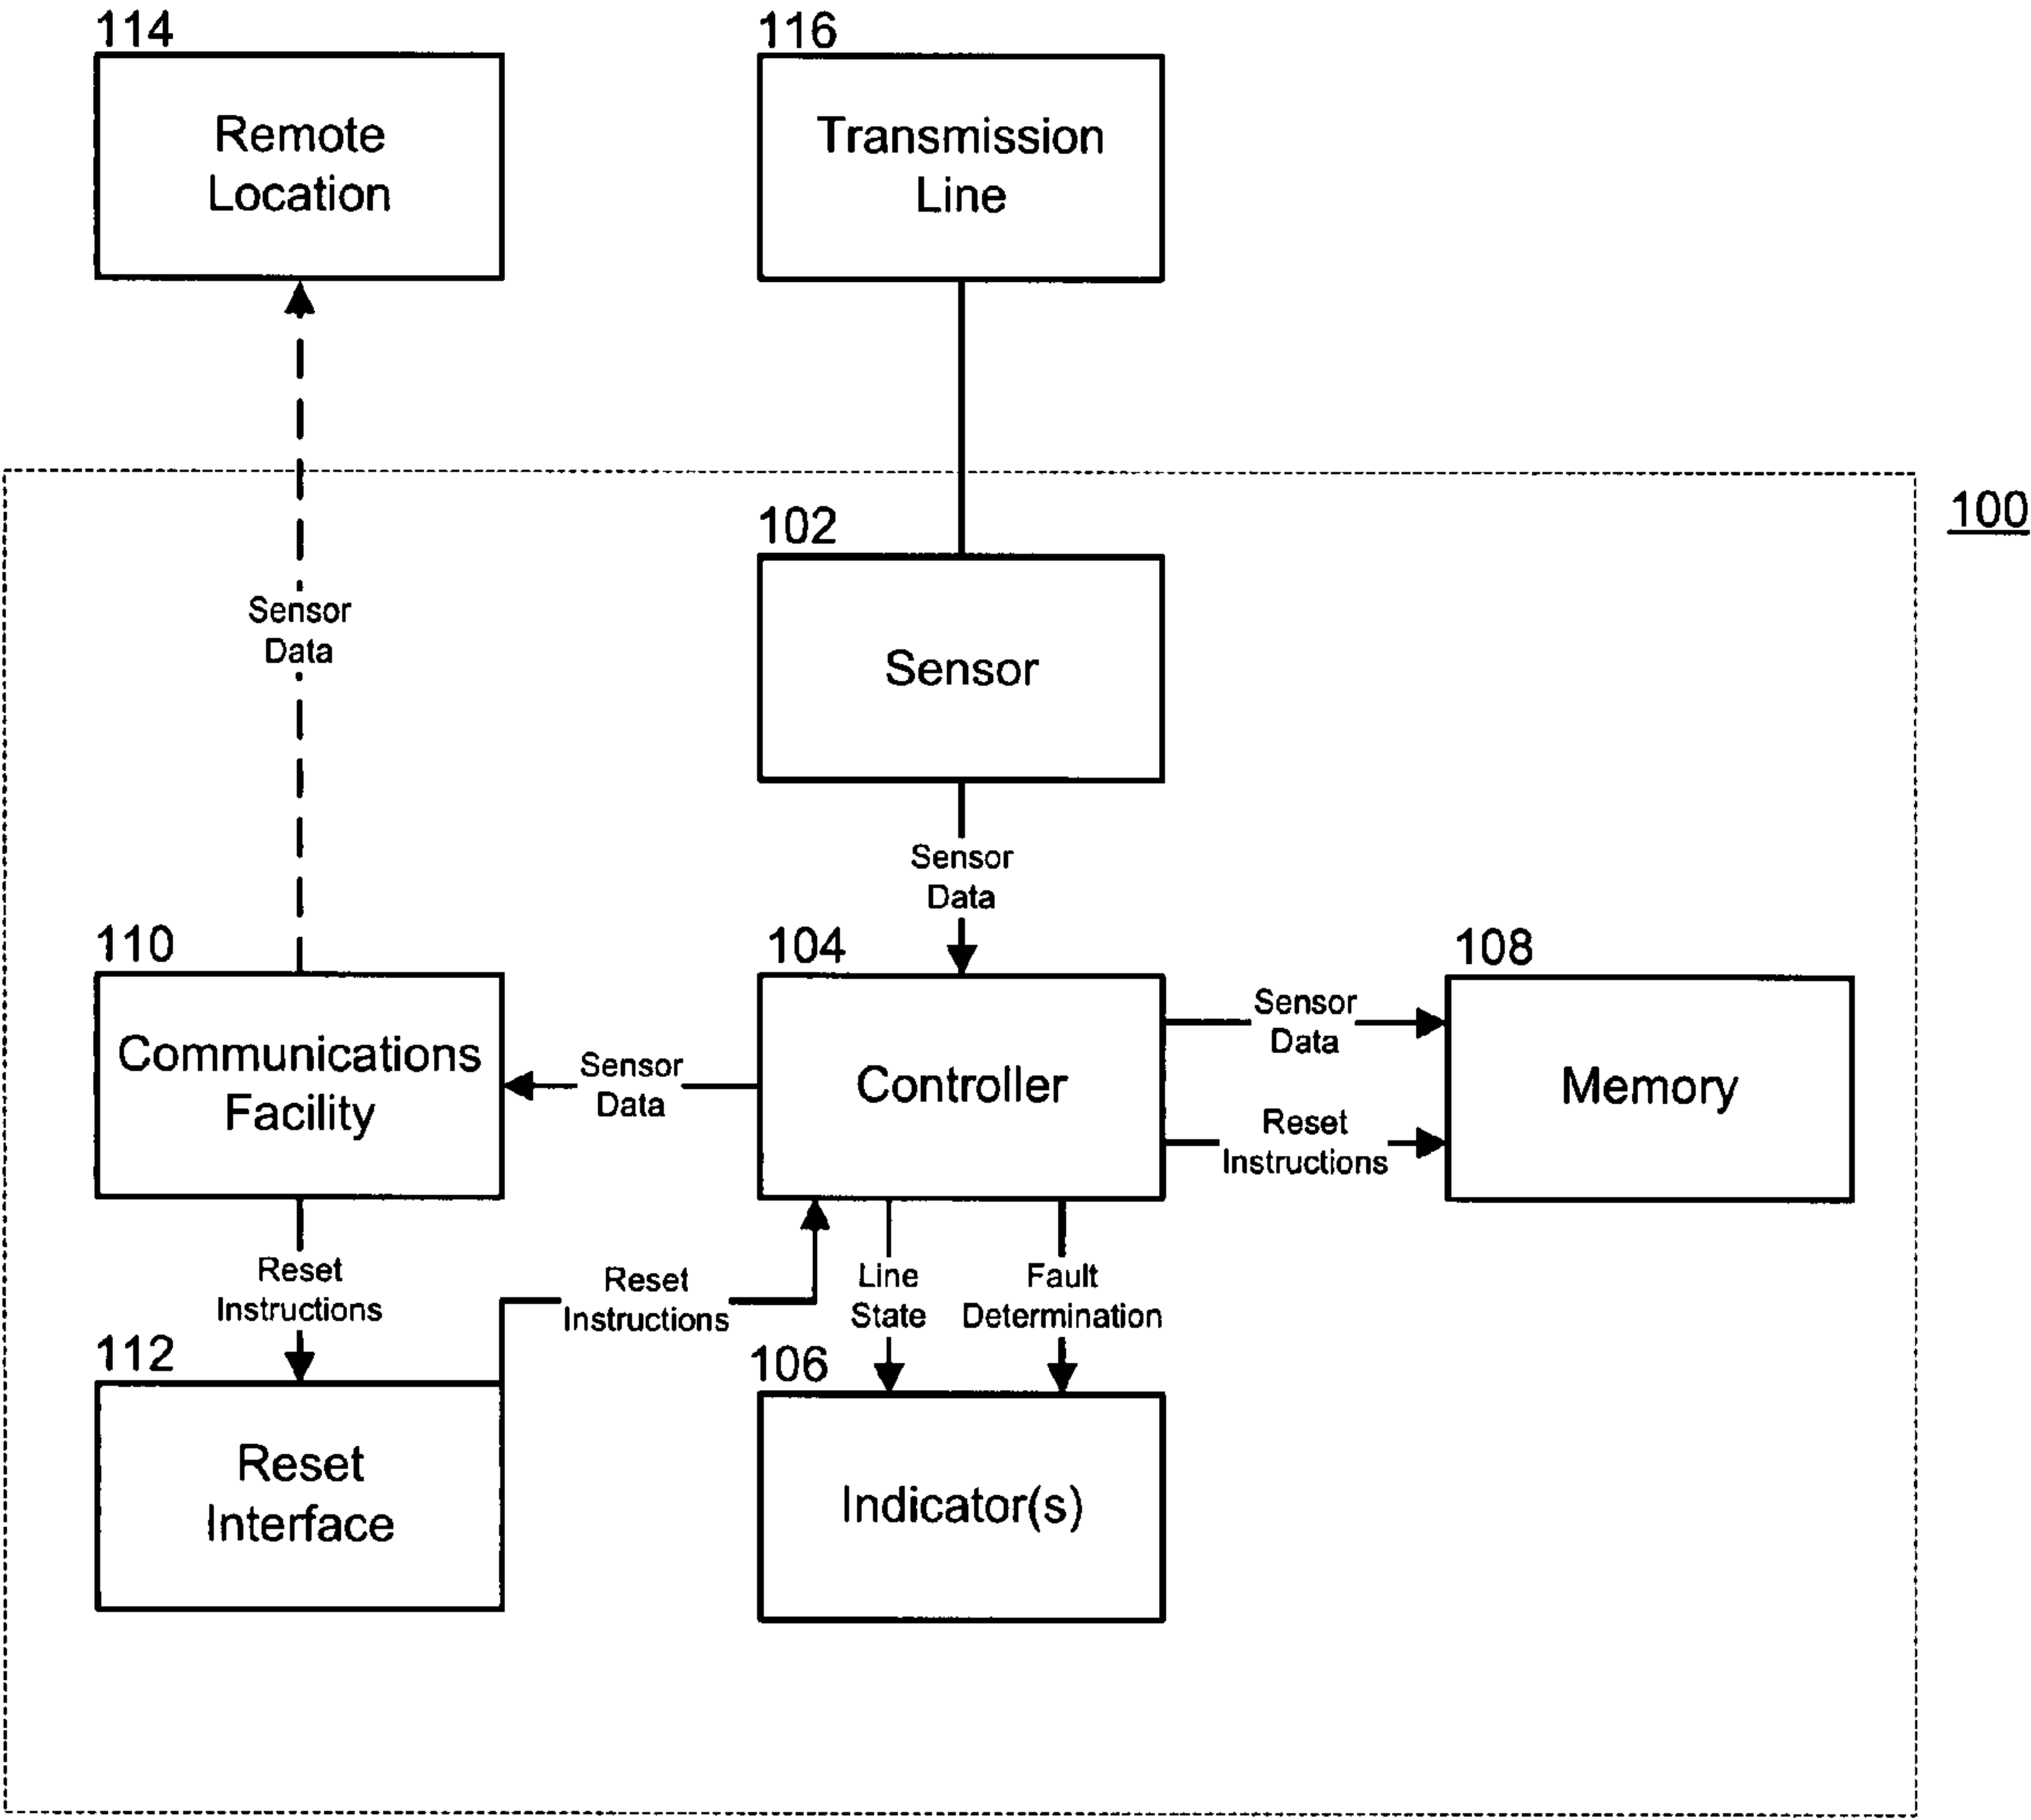 114
Remote
Location
116
Transmission
Line
100
102
Sensor
Sensor
Data
Sensor
Data
110
Communications
Facility
Sensor
Data
104
Controller
Sensor
Data
Reset
Instructions
108
Memory
Reset
Instructions
Reset
Instructions
Line
State
Fault
Determination
112
Reset
Interface
106
Indicator(s)